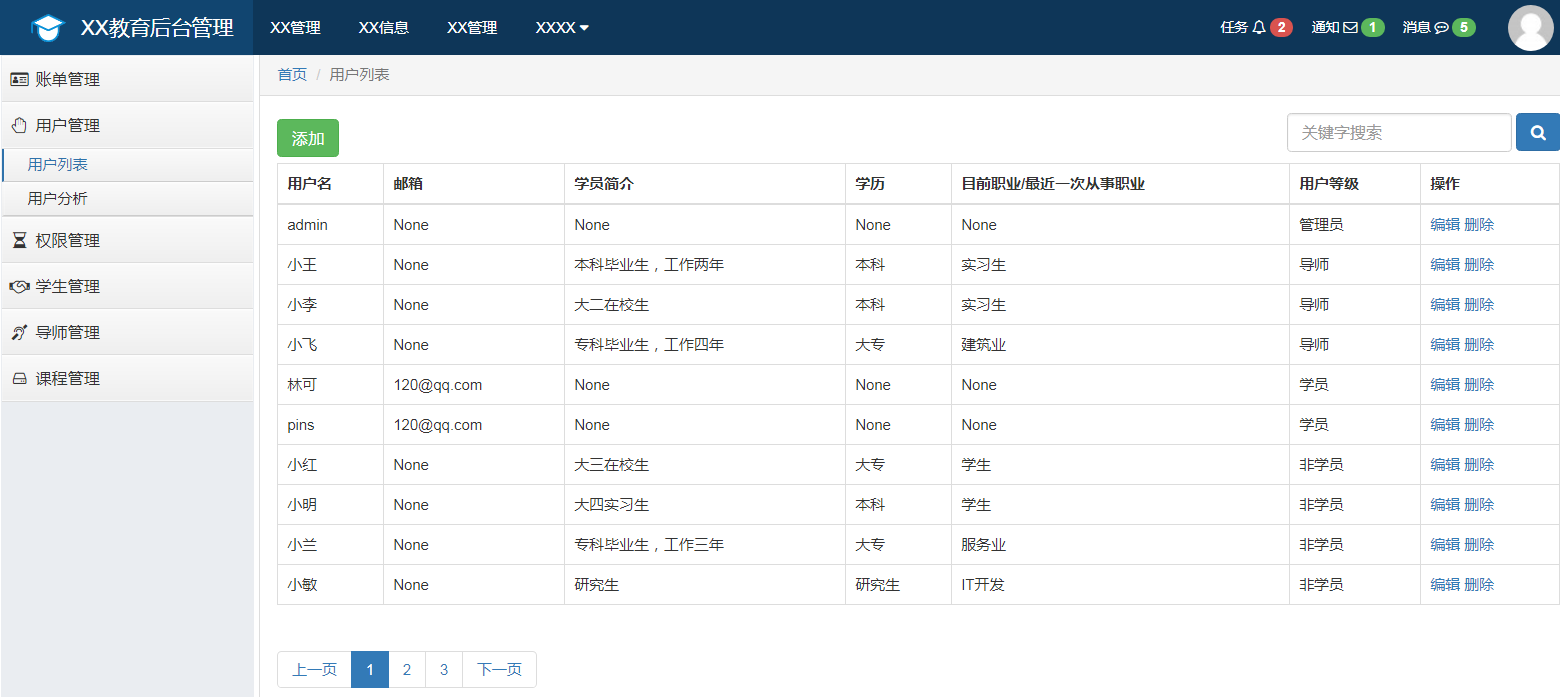 XX教育后台管理 XX管理 XX信息 XX管理 XXXX 任务 2 通知 1 消息 5
账单管理
用户管理
用户列表
用户分析
权限管理
学生管理
导师管理
课程管理
首页 / 用户列表
添加 关键字搜索
用户名 邮箱 学员简介 学历 目前职业/最近一次从事职业 用户等级 操作
admin None None None None 管理员 编辑 删除
小王 None 本科毕业生，工作两年 本科 实习生 导师 编辑 删除
小李 None 大二在校生 本科 实习生 导师 编辑 删除
小飞 None 专科毕业生，工作四年 大专 建筑业 导师 编辑 删除
林可 120@qq.com None None None 学员 编辑 删除
pins 120@qq.com None None None 学员 编辑 删除
小红 None 大三在校生 大专 学生 非学员 编辑 删除
小明 None 大四实习生 本科 学生 非学员 编辑 删除
小兰 None 专科毕业生，工作三年 大专 服务业 非学员 编辑 删除
小敏 None 研究生 研究生 IT开发 非学员 编辑 删除
上一页 1 2 3 下一页